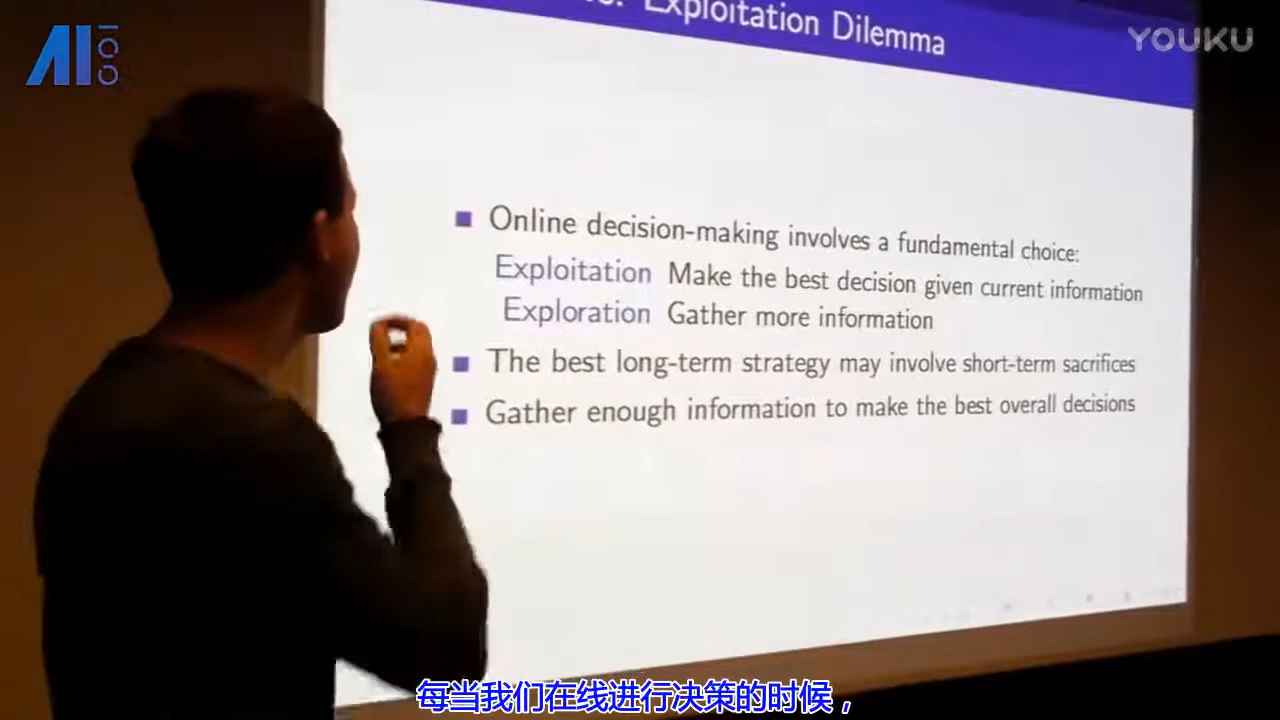 AI
100
YOUKU
Exploitation Dilemma
Online decision-making involves a fundamental choice:
Exploitation Make the best decision given current information
Exploration Gather more information
The best long-term strategy may involve short-term sacrifices
Gather enough information to make the best overall decisions
每当我们在线进行决策的时候，